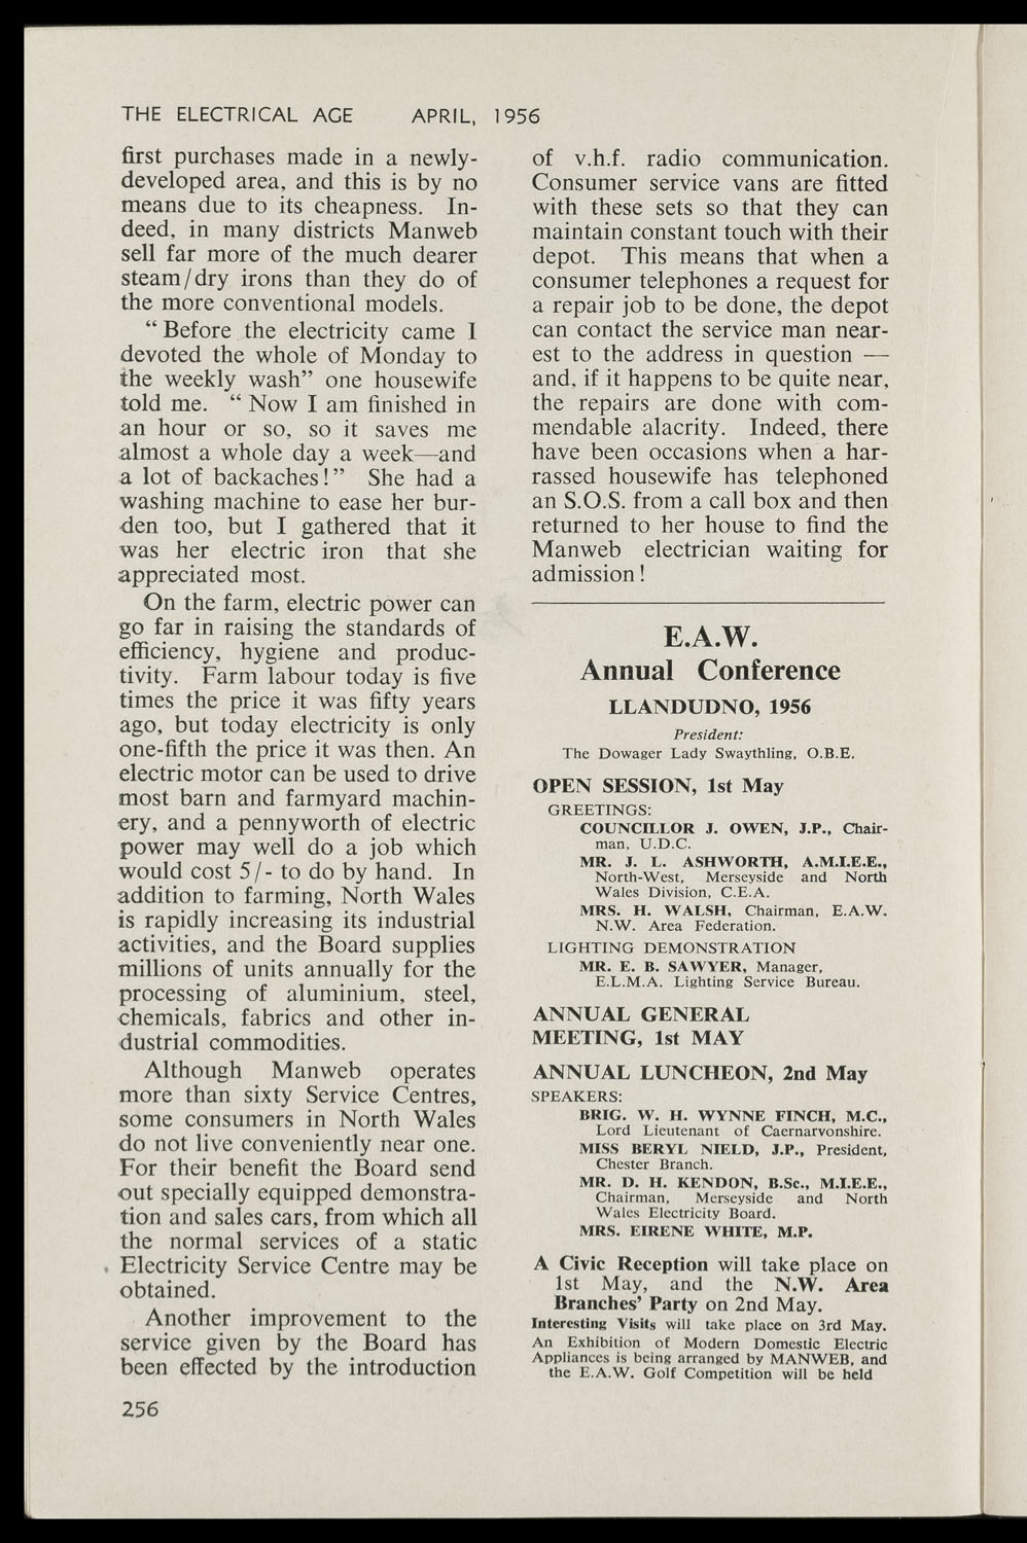 THE ELECTRICAL AGE APRIL, 1956
first purchases made in a newly-
developed area, and this is by no
means due to its cheapness. In-
deed, in many districts Manweb
sell far more of the much dearer
steam/dry irons than they do of
the more conventional models.
“ Before the electricity came I
devoted the whole of Monday to
the weekly wash” one housewife
told me. “ Now I am finished in
an hour or so, so it saves me
almost a whole day a week—and
a lot of backaches!” She had a
washing machine to ease her bur-
den too, but I gathered that it
was her electric iron that she
appreciated most.
On the farm, electric power can
go far in raising the standards of
efficiency, hygiene and produc-
tivity. Farm labour today is five
times the price it was fifty years
ago, but today electricity is only
one-fifth the price it was then. An
electric motor can be used to drive
most barn and farmyard machin-
ery, and a pennyworth of electric
power may well do a job which
would cost 5/- to do by hand. In
addition to farming, North Wales
is rapidly increasing its industrial
activities, and the Board supplies
millions of units annually for the
processing of aluminium, steel,
chemicals, fabrics and other in-
dustrial commodities.
Although Manweb operates
more than sixty Service Centres,
some consumers in North Wales
do not live conveniently near one.
For their benefit the Board send
out specially equipped demonstra-
tion and sales cars, from which all
the normal services of a static
Electricity Service Centre may be
obtained.
Another improvement to the
service given by the Board has
been effected by the introduction
256
of v.h.f. radio communication.
Consumer service vans are fitted
with these sets so that they can
maintain constant touch with their
depot. This means that when a
consumer telephones a request for
a repair job to be done, the depot
can contact the service man near-
est to the address in question —
and, if it happens to be quite near,
the repairs are done with com-
mendable alacrity. Indeed, there
have been occasions when a har-
rassed housewife has telephoned
an S.O.S. from a call box and then
returned to her house to find the
Manweb electrician waiting for
admission !
E.A.W.
Annual Conference
LLANDUDNO, 1956
President:
The Dowager Lady Swaythling, O.B.E.
OPEN SESSION, 1st May
GREETINGS:
COUNCILLOR J. OWEN, J.P., Chair-
man, U.D.C.
MR. J. L. ASHWORTH, A.M.I.E.E.,
North-West, Merseyside and North
Wales Division, C.E.A.
MRS. H. WALSH, Chairman, E.A.W.
N.W. Area Federation.
LIGHTING DEMONSTRATION
MR. E. B. SAWYER, Manager,
E.L.M.A. Lighting Service Bureau.
ANNUAL GENERAL
MEETING, 1st MAY
ANNUAL LUNCHEON, 2nd May
SPEAKERS:
BRIG. W. H. WYNNE FINCH, M.C.,
Lord Lieutenant of Caernarvonshire.
MISS BERYL NIELD, J.P., President,
Chester Branch.
MR. D. H. KENDON, B.Sc., M.I.E.E.,
Chairman, Merseyside and North
Wales Electricity Board.
MRS. EIRENE WHITE, M.P.
A Civic Reception will take place on
1st May, and the N.W. Area
Branches’ Party on 2nd May.
Interesting Visits will take place on 3rd May.
An Exhibition of Modern Domestic Electric
Appliances is being arranged by MANWEB, and
the E.A.W. Golf Competition will be held